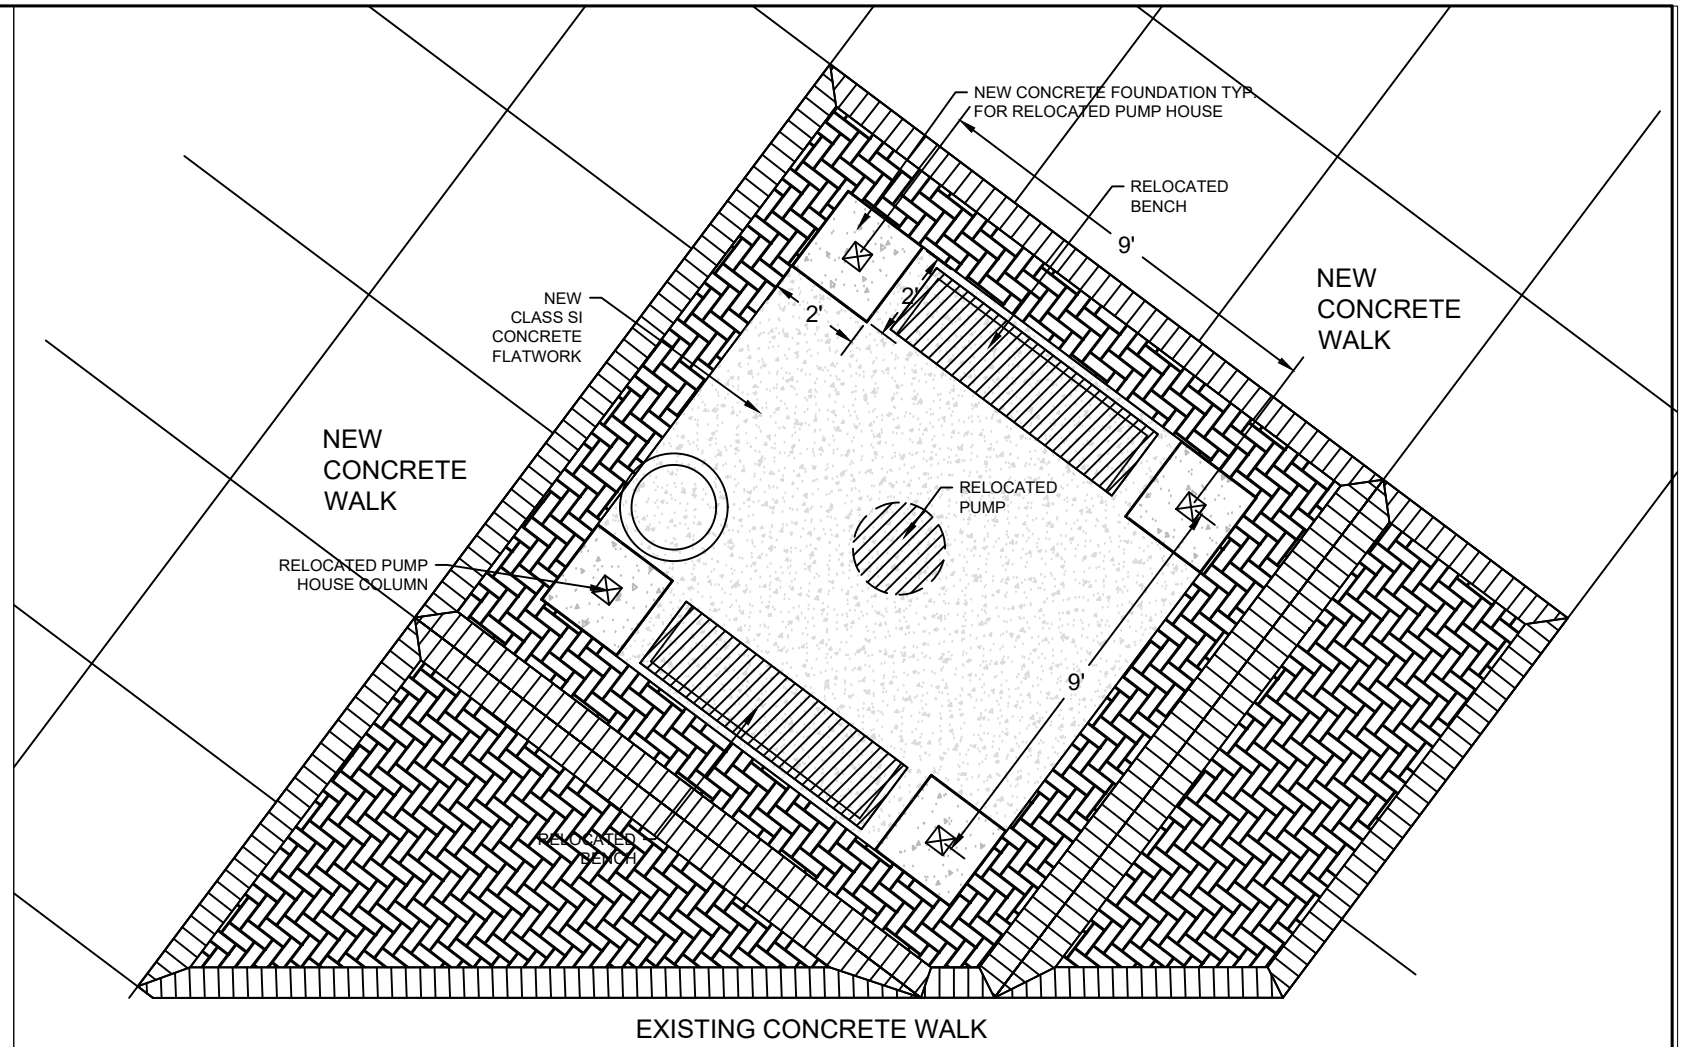 NEW CONCRETE FOUNDATION TYP.
FOR RELOCATED PUMP HOUSE
RELOCATED
BENCH
9'
NEW
CONCRETE
WALK
NEW
CLASS SI
CONCRETE
FLATWORK
2'
2'
NEW
CONCRETE
WALK
RELOCATED
PUMP
RELOCATED PUMP
HOUSE COLUMN
9'
RELOCATED
BENCH
EXISTING CONCRETE WALK